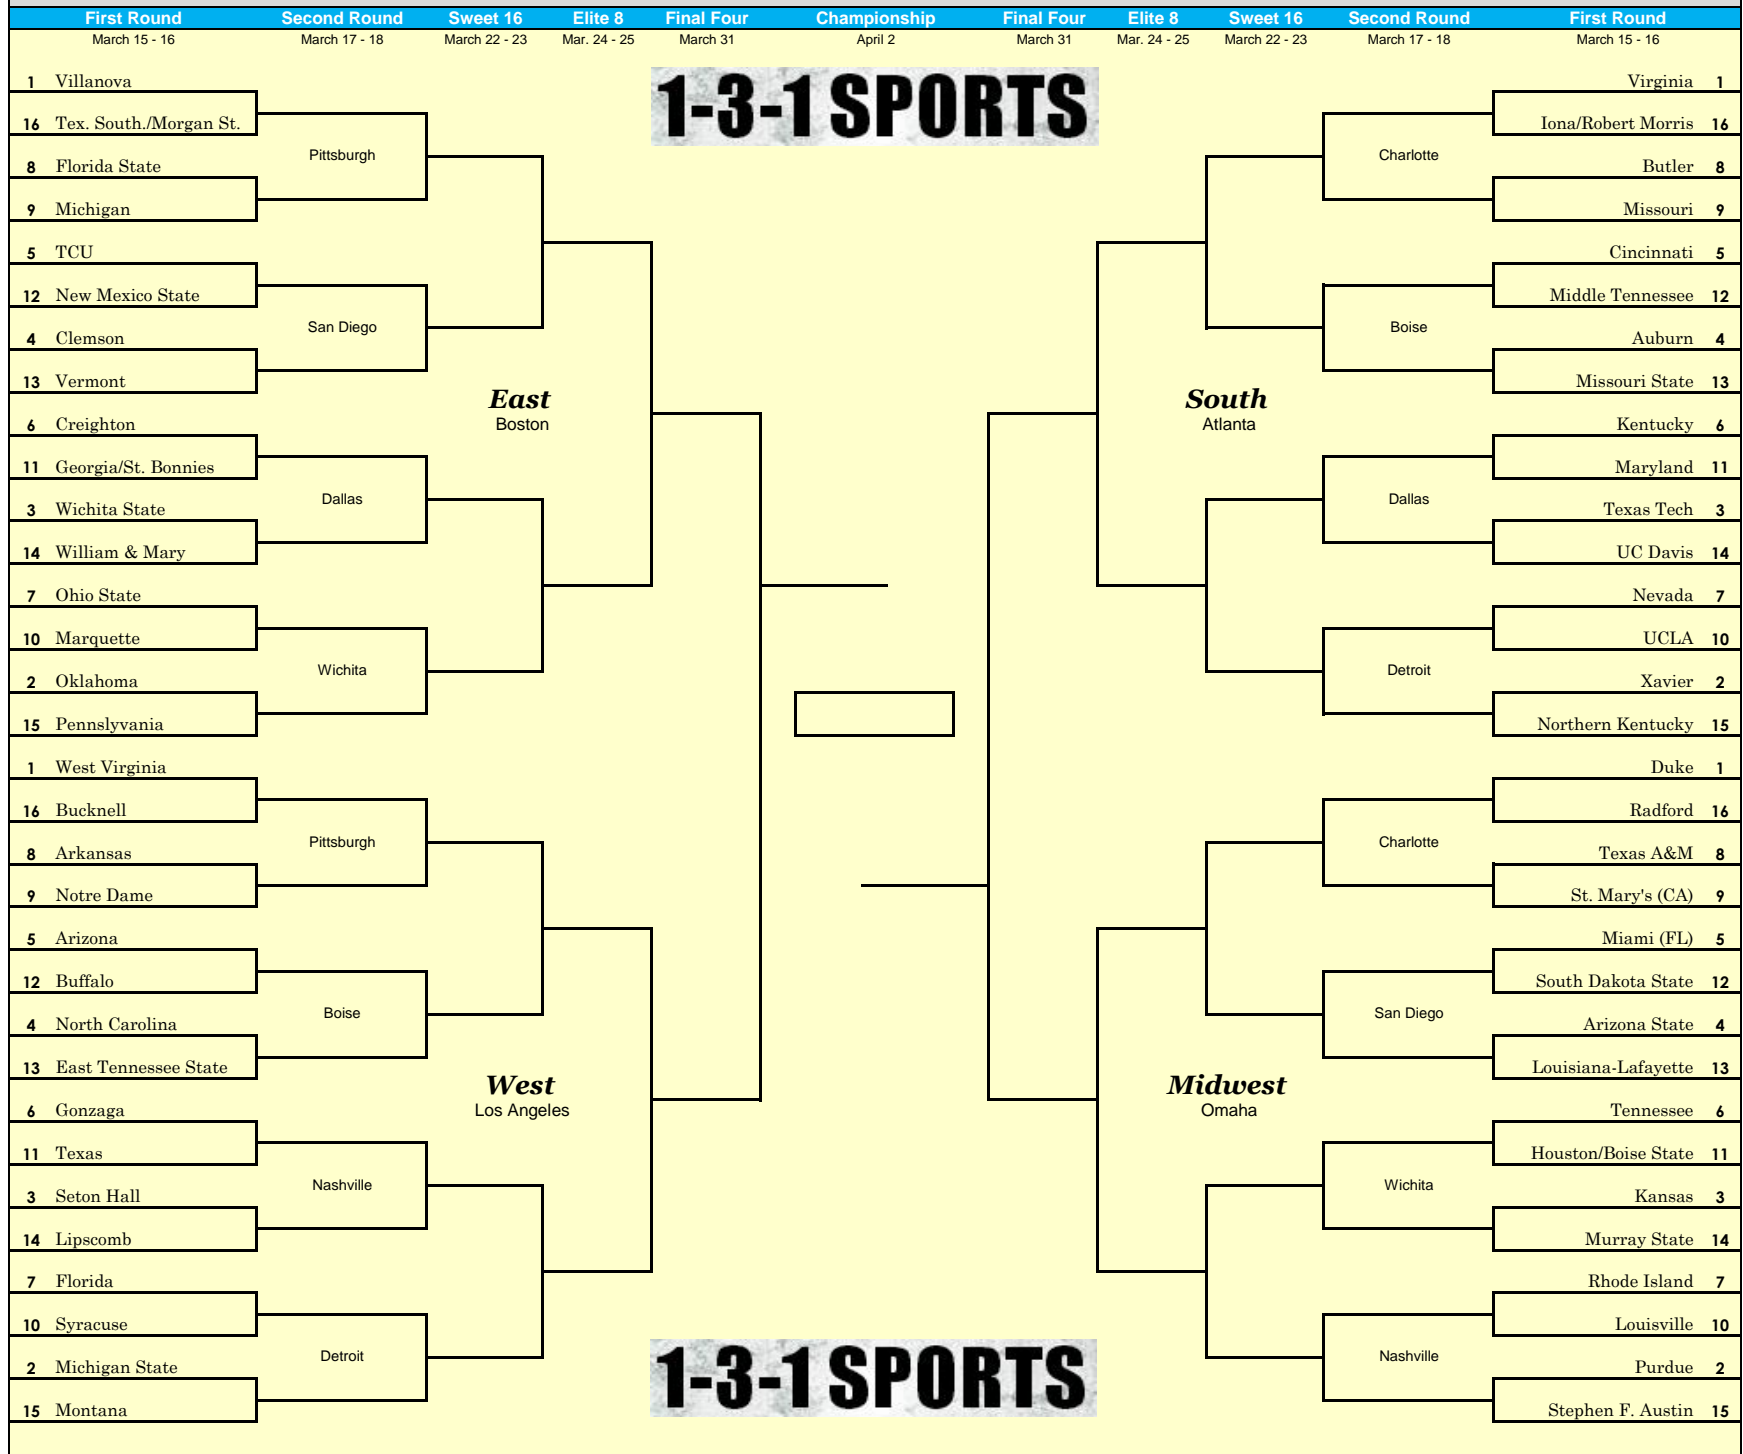 First Round Second Round Sweet 16 Elite 8 Final Four Championship Final Four Elite 8 Sweet 16 Second Round First Round
March 15 - 16 March 17 - 18 March 22 - 23 Mar. 24 - 25 March 31 April 2 March 31 Mar. 24 - 25 March 22 - 23 March 17 - 18 March 15 - 16
1-3-1 SPORTS
1 Villanova
16 Tex. South./Morgan St.
Pittsburgh
8 Florida State
9 Michigan
5 TCU
12 New Mexico State
San Diego
4 Clemson
13 Vermont
East
Boston
6 Creighton
11 Georgia/St. Bonnies
Dallas
3 Wichita State
14 William & Mary
7 Ohio State
10 Marquette
Wichita
2 Oklahoma
15 Pennslyvania
1 West Virginia
16 Bucknell
Pittsburgh
8 Arkansas
9 Notre Dame
5 Arizona
12 Buffalo
Boise
4 North Carolina
13 East Tennessee State
West
Los Angeles
6 Gonzaga
11 Texas
Nashville
3 Seton Hall
14 Lipscomb
7 Florida
10 Syracuse
Detroit
2 Michigan State
15 Montana
Virginia 1
Iona/Robert Morris 16
Charlotte
Butler 8
Missouri 9
Cincinnati 5
Middle Tennessee 12
Boise
Auburn 4
Missouri State 13
South
Atlanta
Kentucky 6
Maryland 11
Dallas
Texas Tech 3
UC Davis 14
Nevada 7
UCLA 10
Detroit
Xavier 2
Northern Kentucky 15
Duke 1
Radford 16
Charlotte
Texas A&M 8
St. Mary's (CA) 9
Miami (FL) 5
South Dakota State 12
San Diego
Arizona State 4
Louisiana-Lafayette 13
Midwest
Omaha
Tennessee 6
Houston/Boise State 11
Wichita
Kansas 3
Murray State 14
Rhode Island 7
Louisville 10
Nashville
Purdue 2
Stephen F. Austin 15
1-3-1 SPORTS